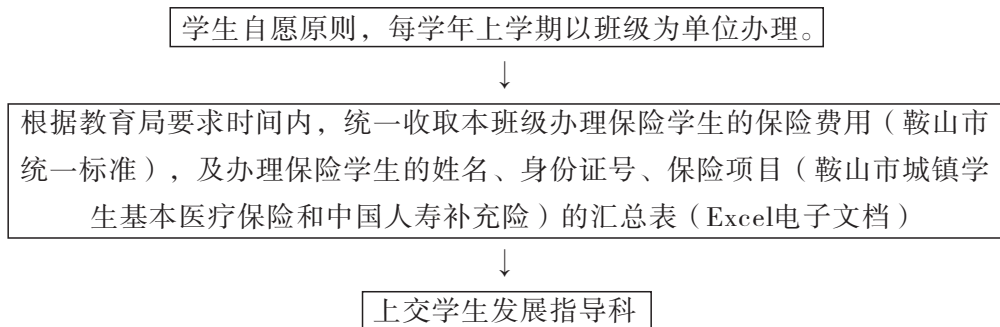 学生自愿原则，每学年上学期以班级为单位办理。
↓
根据教育局要求时间内，统一收取本班级办理保险学生的保险费用（鞍山市
统一标准），及办理保险学生的姓名、身份证号、保险项目（鞍山市城镇学
生基本医疗保险和中国人寿补充险）的汇总表（Excel电子文档）
↓
上交学生发展指导科